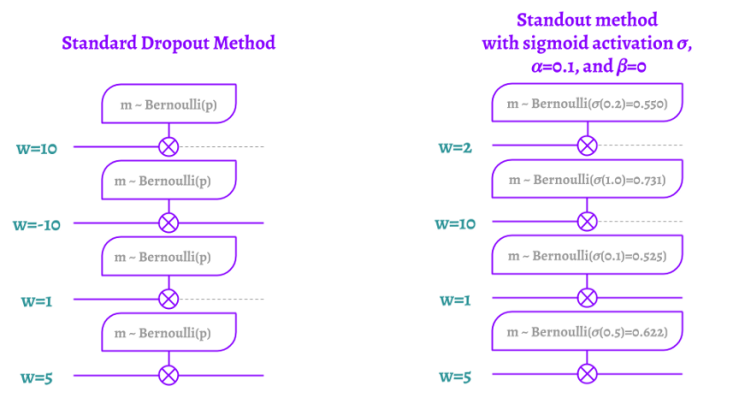 Standard Dropout Method
m ~ Bernoulli(p)
w=10
m ~ Bernoulli(p)
w=-10
m ~ Bernoulli(p)
w=1
m ~ Bernoulli(p)
w=5
Standout method
with sigmoid activation σ,
α=0.1, and β=0
m ~ Bernoulli(σ(0.2)=0.550)
w=2
m ~ Bernoulli(σ(1.0)=0.731)
w=10
m ~ Bernoulli(σ(0.1)=0.525)
w=1
m ~ Bernoulli(σ(0.5)=0.622)
w=5